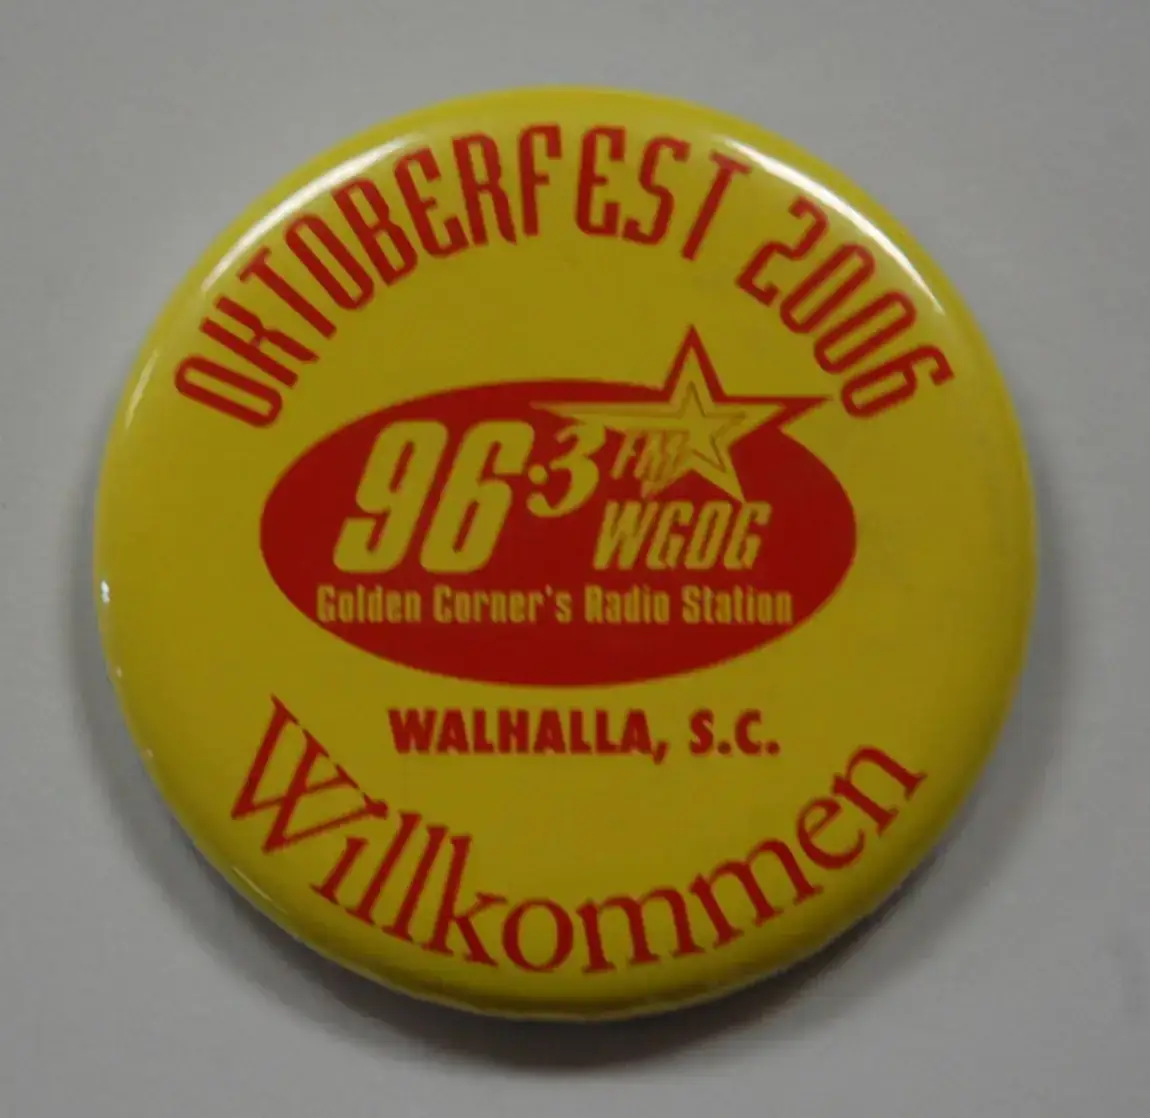 OKTOBERFEST 2006
96.3 FM
WGOG
Golden Corner's Radio Station
WALHALLA, S.C.
Willkommen